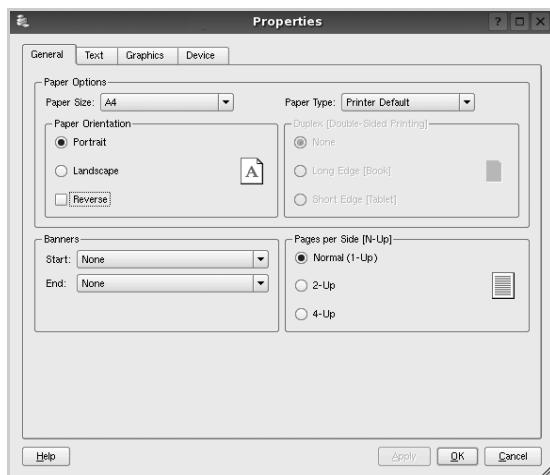 Properties
General Text Graphics Device
Paper Options
Paper Size: A4 Paper Type: Printer Default
Paper Orientation
Portrait
Landscape
Reverse
A
Duplex [Double-Sided Printing]
None
Long Edge [Book]
Short Edge [Tablet]
Banners
Start: None
End: None
Pages per Side [N-Up]
Normal (1-Up)
2-Up
4-Up
Help Apply OK Cancel